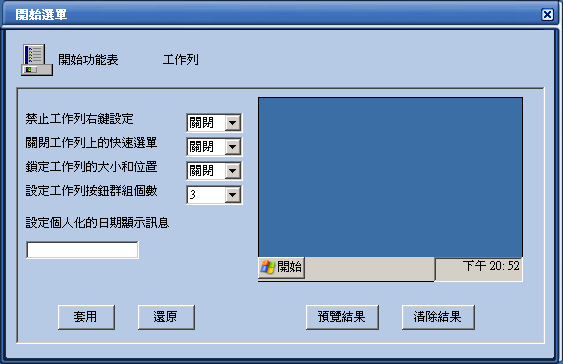 開始選單
開始功能表 工作列
禁止工作列右鍵設定 關閉
關閉工作列上的快速選單 關閉
鎖定工作列的大小和位置 關閉
設定工作列按鈕群組個數 3
設定個人化的日期顯示訊息
開始 下午 20:52
套用 還原 預覽結果 清除結果